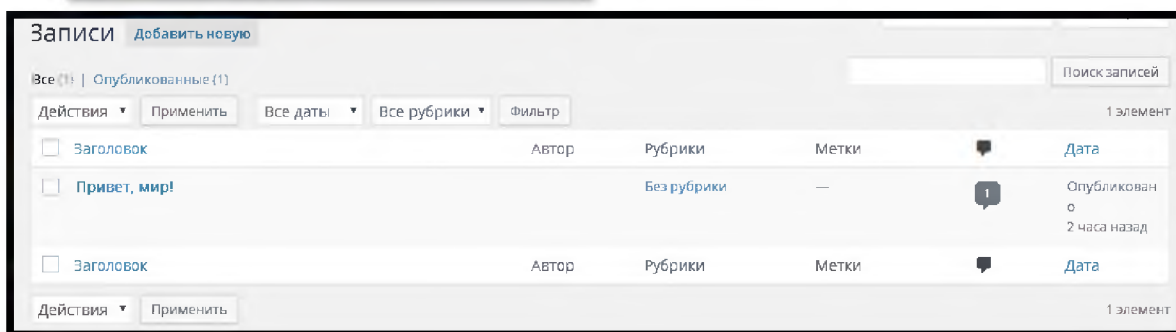 Записи Добавить новую
Все (1) | Опубликованные (1)
Поиск записей
Действия Применить Все даты Все рубрики Фильтр 1 элемент
Заголовок Автор Рубрики Метки Дата
Привет, мир! Без рубрики — 1 Опубликован
о
2 часа назад
Заголовок Автор Рубрики Метки Дата
Действия Применить 1 элемент